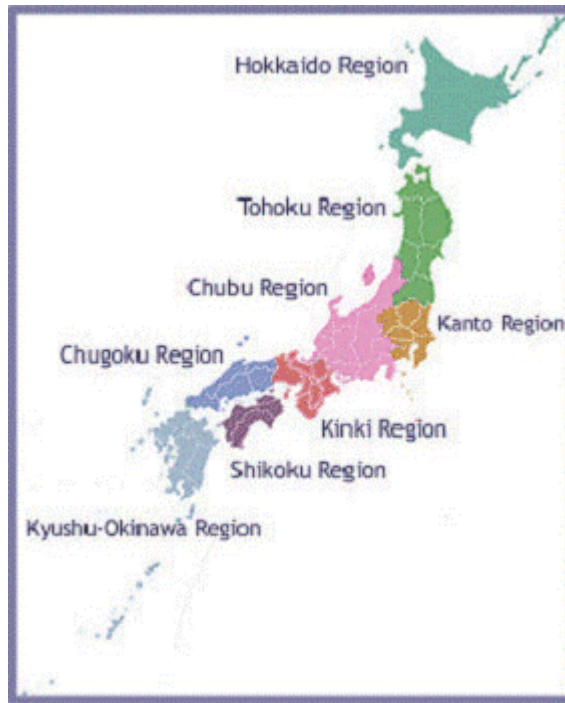 Hokkaido Region
Tohoku Region
Chubu Region
Kanto Region
Chugoku Region
Kinki Region
Shikoku Region
Kyushu-Okinawa Region